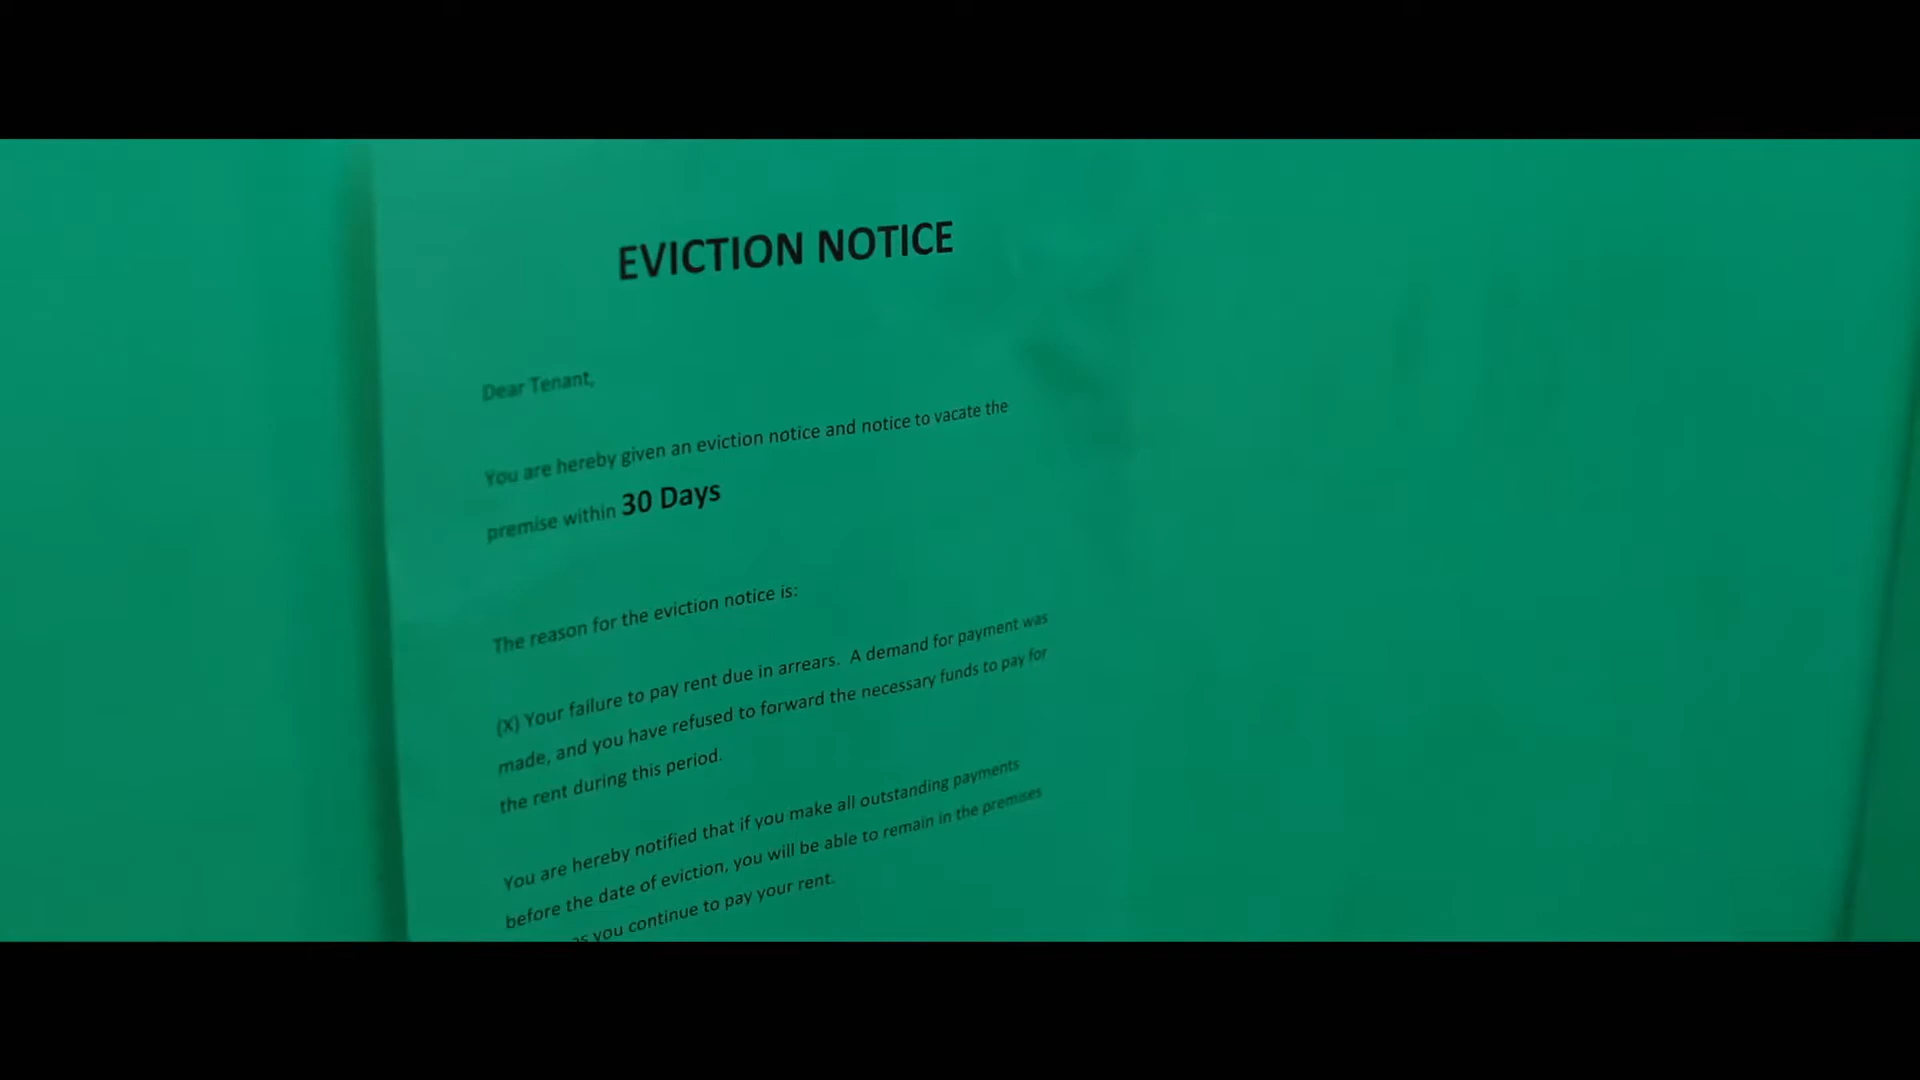 EVICTION NOTICE
Dear Tenant,
You are hereby given an eviction notice and notice to vacate the
premise within 30 Days
The reason for the eviction notice is:
(X) Your failure to pay rent due in arrears. A demand for payment was
made, and you have refused to forward the necessary funds to pay for
the rent during this period.
You are hereby notified that if you make all outstanding payments
before the date of eviction, you will be able to remain in the premises
as you continue to pay your rent.